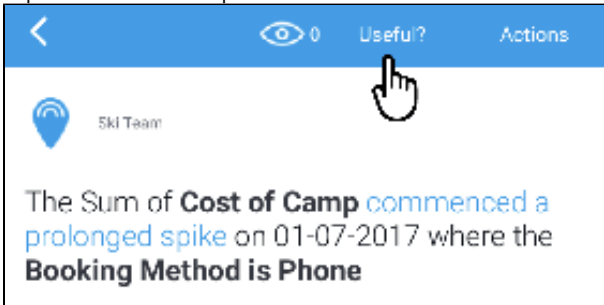 0 Useful? Actions
Ski Team
The Sum of Cost of Camp commenced a
prolonged spike on 01-07-2017 where the
Booking Method is Phone